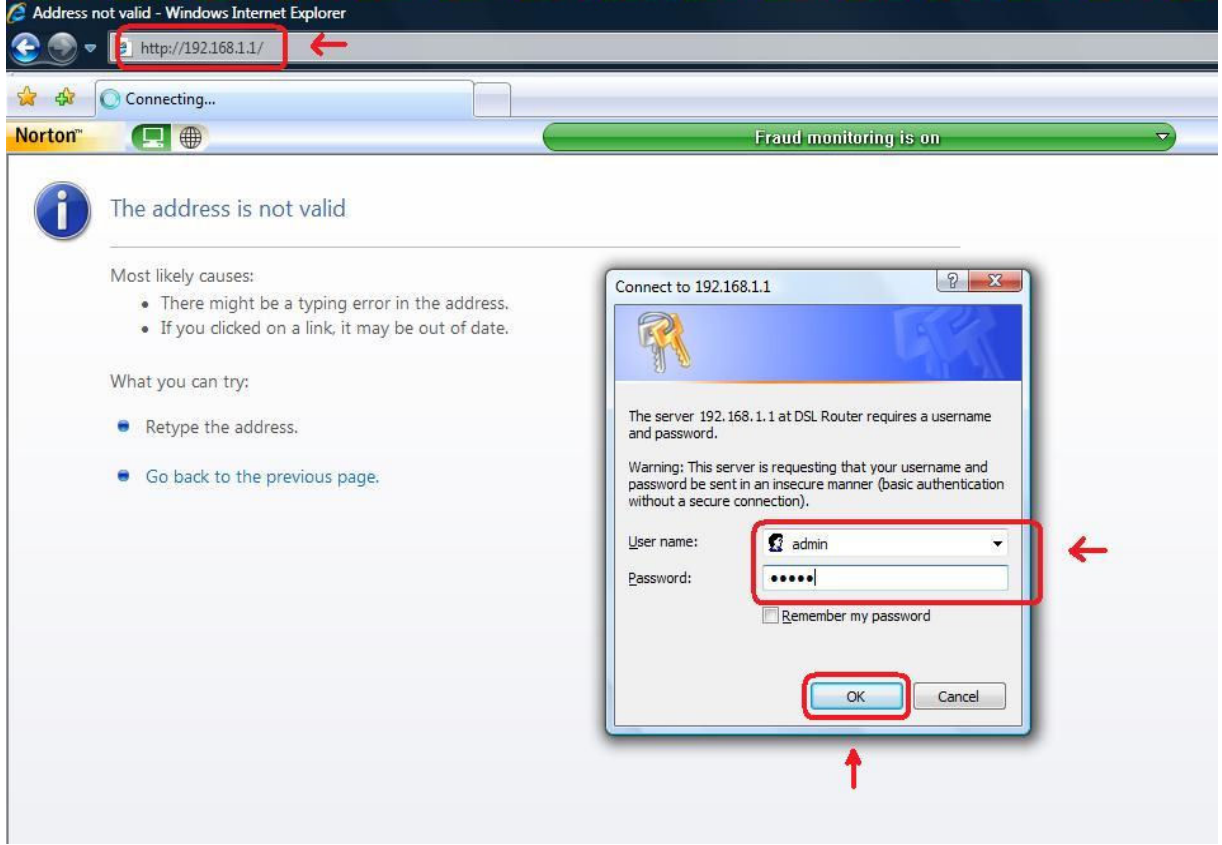 Address not valid - Windows Internet Explorer
http://192.168.1.1/
Connecting...
Norton™
Fraud monitoring is on
The address is not valid
Most likely causes:
• There might be a typing error in the address.
• If you clicked on a link, it may be out of date.
What you can try:
Retype the address.
Go back to the previous page.
Connect to 192.168.1.1
The server 192.168.1.1 at DSL Router requires a username
and password.
Warning: This server is requesting that your username and
password be sent in an insecure manner (basic authentication
without a secure connection).
User name: admin
Password: •••••
Remember my password
OK Cancel